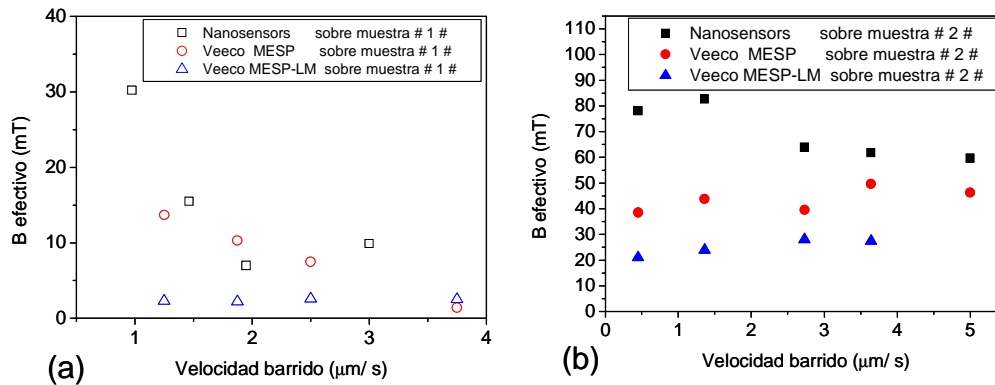 40
30
20
10
0
B efectivo (mT)
Nanosensors sobre muestra # 1 #
Veeco MESP sobre muestra # 1 #
Veeco MESP-LM sobre muestra # 1 #
1 2 3 4
Velocidad barrido (μm/ s)
(a)
110
100
90
80
70
60
50
40
30
20
10
0
B efectivo (mT)
Nanosensors sobre muestra # 2 #
Veeco MESP sobre muestra # 2 #
Veeco MESP-LM sobre muestra # 2 #
0 1 2 3 4 5
Velocidad barrido (μm/ s)
(b)